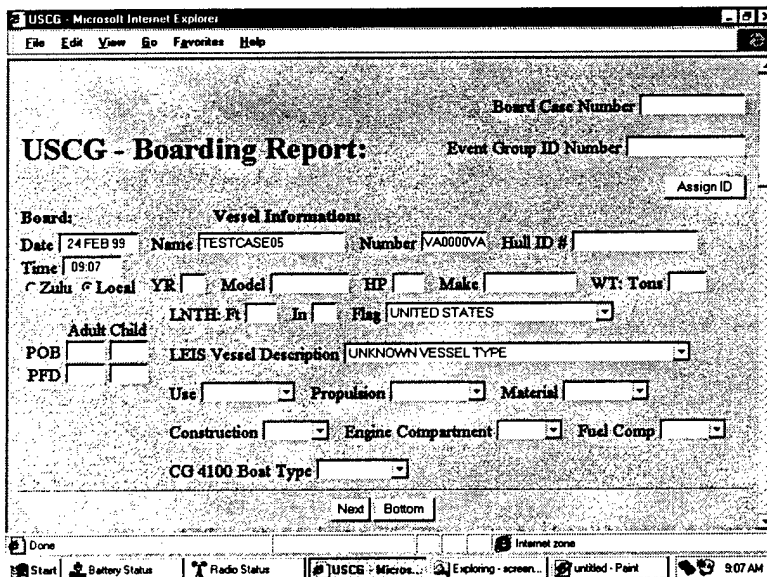 USCG - Microsoft Internet Explorer
File Edit View Go Favorites Help
Board Case Number
USCG - Boarding Report:
Event Group ID Number
Assign ID
Board: Vessel Information:
Date 24 FEB 99 Name TESTCASE05 Number VA0000VA Hull ID #
Time 09:07
Zulu Local YR Model HP Make WT: Tons
LNTH: Ft In Flag UNITED STATES
Adult Child
POB LEIS Vessel Description UNKNOWN VESSEL TYPE
PFD
Use Propulsion Material
Construction Engine Compartment Fuel Comp
CG 4100 Boat Type
Next Bottom
Done Internet zone
Start Battery Status Radio Status USCG - Micros... Exploring - screen... untitled - Paint 9:07 AM